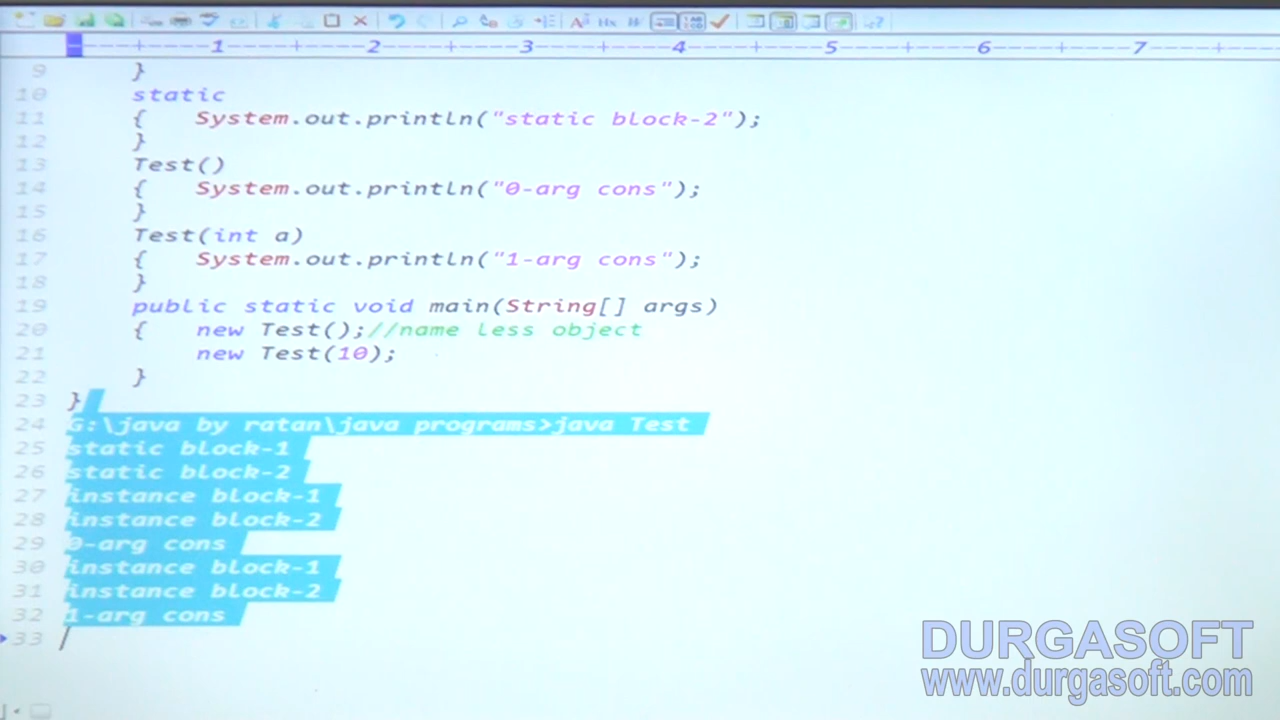 ----+----1----+----2----+----3----+----4----+----5----+----6----+----7----+--
9 }
10 static
11 { System.out.println("static block-2");
12 }
13 Test()
14 { System.out.println("0-arg cons");
15 }
16 Test(int a)
17 { System.out.println("1-arg cons");
18 }
19 public static void main(String[] args)
20 { new Test();//name less object
21 new Test(10);
22 }
23 }
24 G:\java by ratan\java programs>java Test
25 static block-1
26 static block-2
27 instance block-1
28 instance block-2
29 0-arg cons
30 instance block-1
31 instance block-2
32 1-arg cons
33
DURGASOFT
www.durgasoft.com